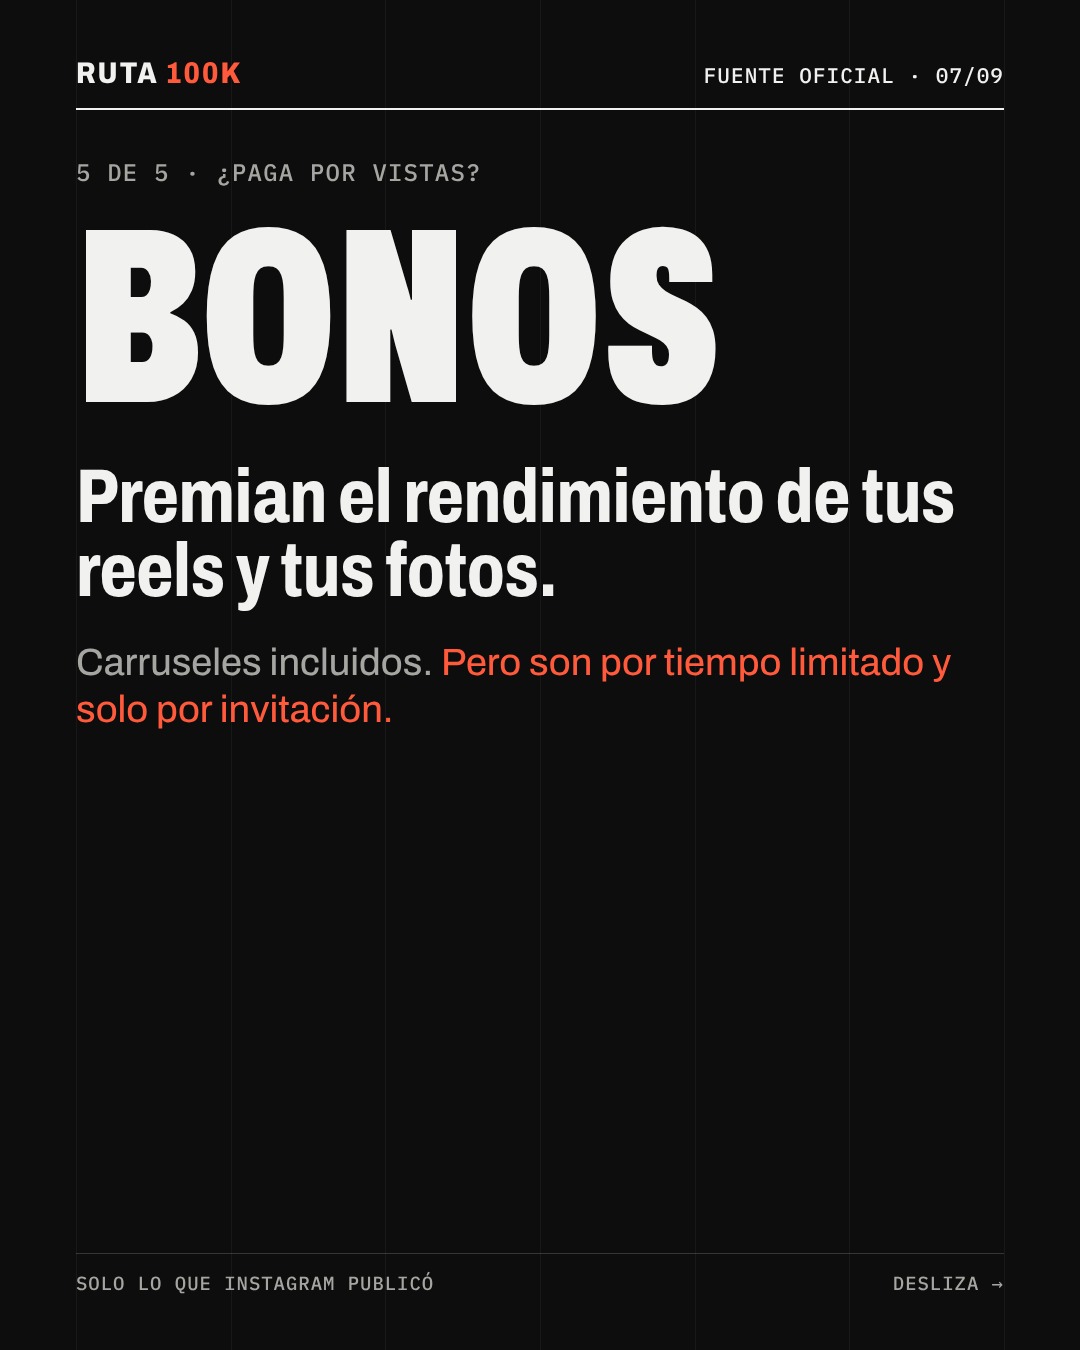 RUTA 100K
FUENTE OFICIAL · 07/09
5 DE 5 · ¿PAGA POR VISTAS?
BONOS
Premian el rendimiento de tus
reels y tus fotos.
Carruseles incluidos. Pero son por tiempo limitado y
solo por invitación.
SOLO LO QUE INSTAGRAM PUBLICÓ
DESLIZA →